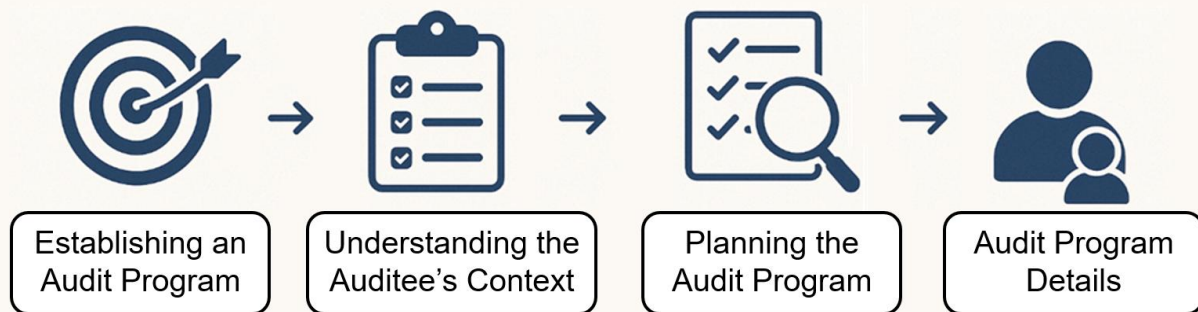 Establishing an
Audit Program
Understanding the
Auditee's Context
Planning the
Audit Program
Audit Program
Details